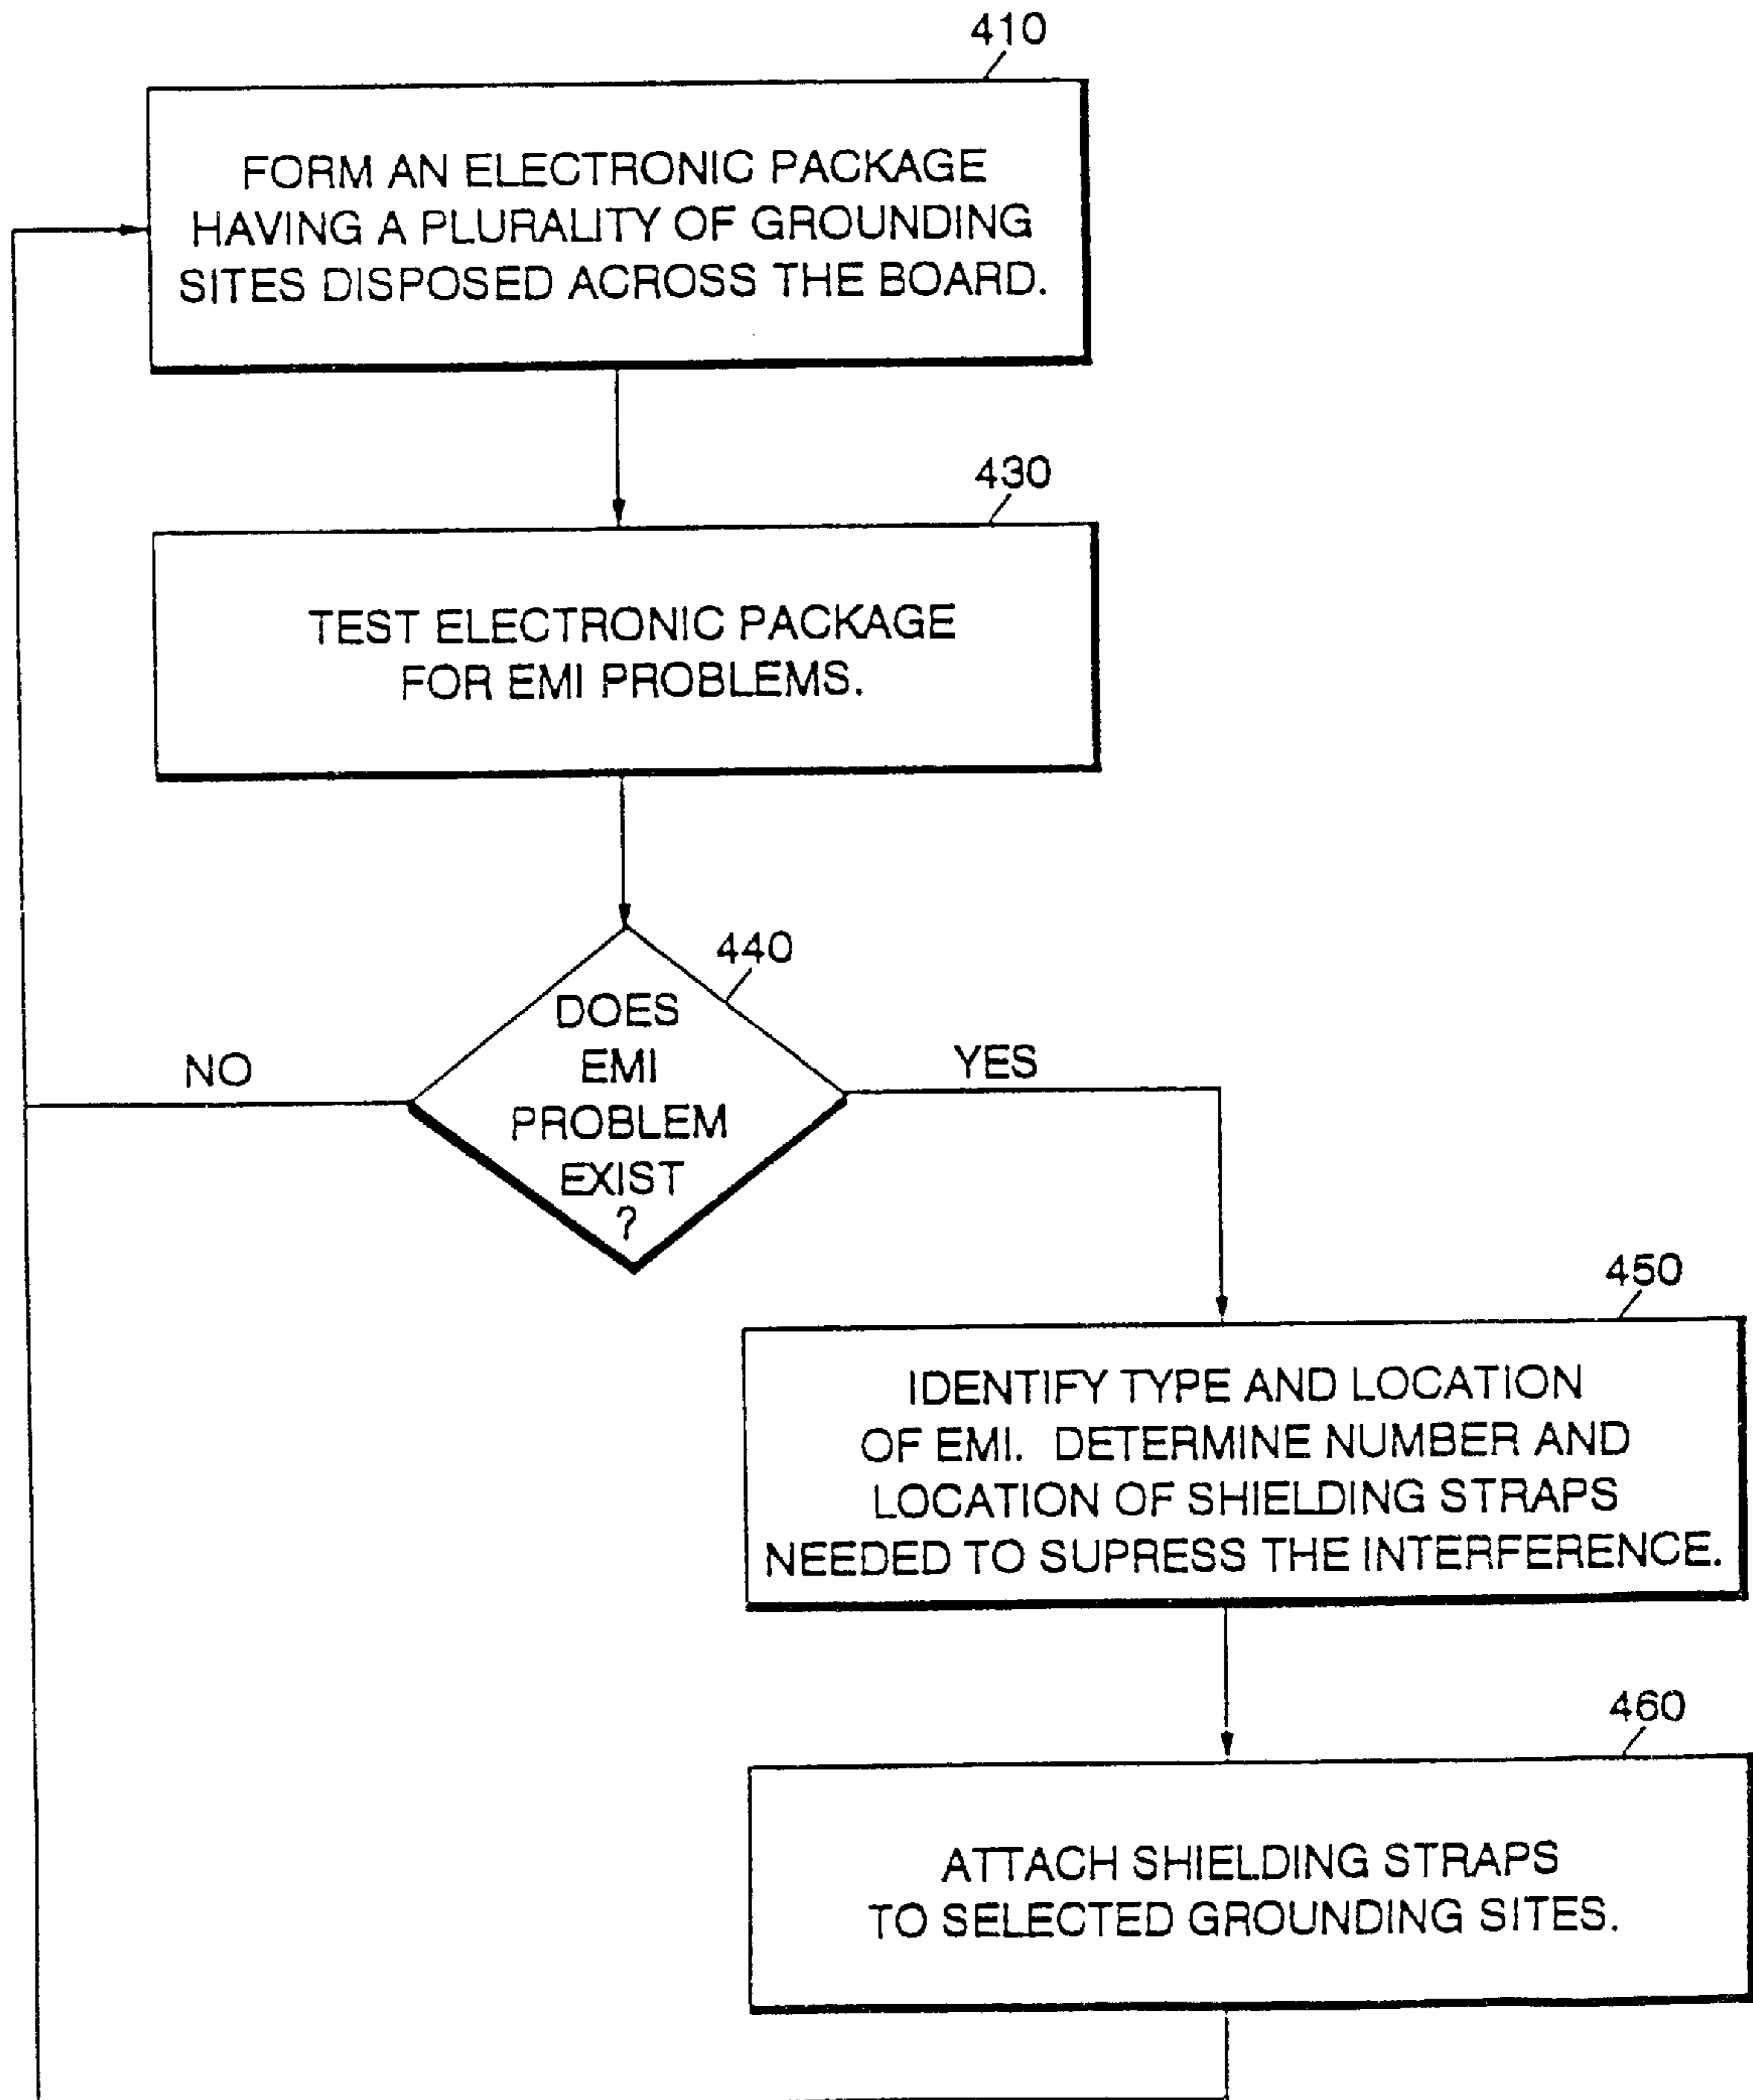 410
FORM AN ELECTRONIC PACKAGE
HAVING A PLURALITY OF GROUNDING
SITES DISPOSED ACROSS THE BOARD.
430
TEST ELECTRONIC PACKAGE
FOR EMI PROBLEMS.
440
DOES
EMI
PROBLEM
EXIST
?
NO
YES
450
IDENTIFY TYPE AND LOCATION
OF EMI. DETERMINE NUMBER AND
LOCATION OF SHIELDING STRAPS
NEEDED TO SUPRESS THE INTERFERENCE.
460
ATTACH SHIELDING STRAPS
TO SELECTED GROUNDING SITES.